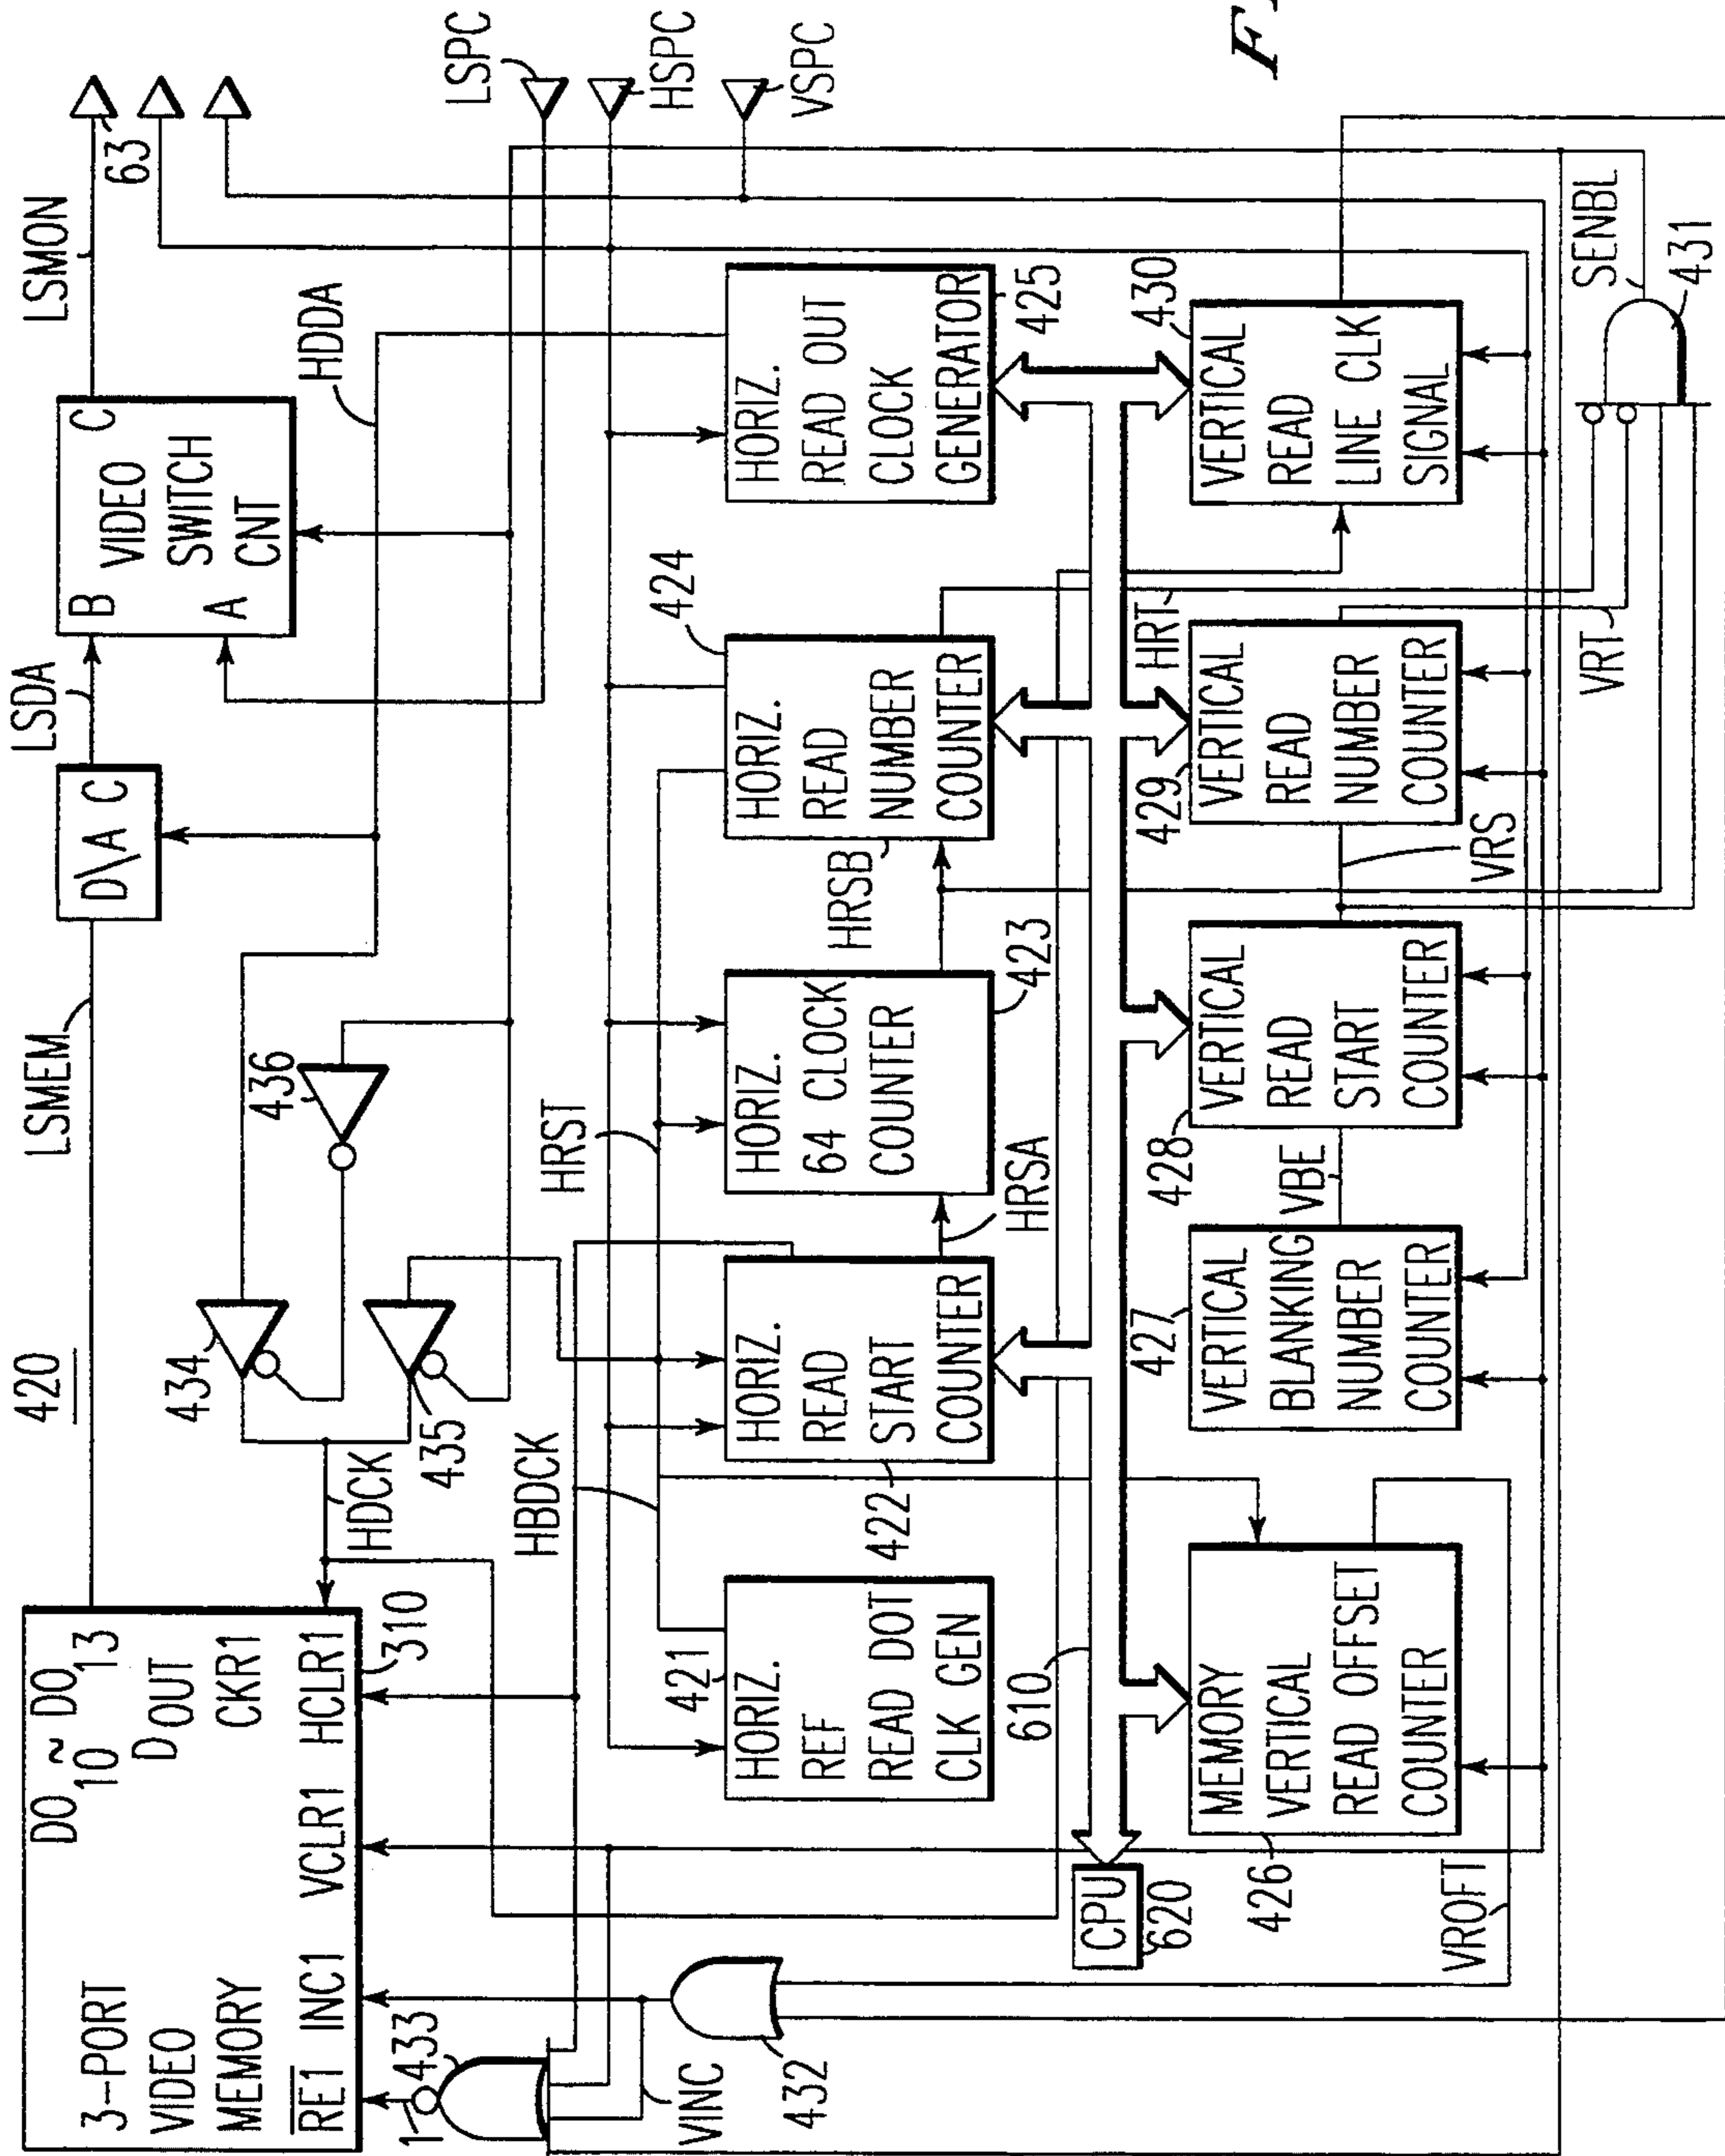 420
LSMEM
LSDA
LSMON
63
DO10 ~ DO13
DOUT
3-PORT
VIDEO
MEMORY
CKR1
RE1 INC1 VCLR1 HCLR1
310
D\A C
B C
VIDEO
SWITCH
A CNT
HDDA
LSPC
HSPC
VSPC
434
435
436
HDCK
HBDCK
HRST
1
433
VINC
432
421
HORIZ.
REF
READ DOT
CLK GEN
422
HORIZ.
READ
START
COUNTER
HRSA
HORIZ.
64 CLOCK
COUNTER
423
HRSB
424
HORIZ.
READ
NUMBER
COUNTER
HORIZ.
READ OUT
CLOCK
GENERATOR
425
610
CPU
620
MEMORY
VERTICAL
READ OFFSET
COUNTER
426
VROFT
427
VERTICAL
BLANKING
NUMBER
COUNTER
VBE
428
VERTICAL
READ
START
COUNTER
VRS
429
VERTICAL
READ
NUMBER
COUNTER
HRT
VRT
430
VERTICAL
READ
LINE CLK
SIGNAL
SENBL
431